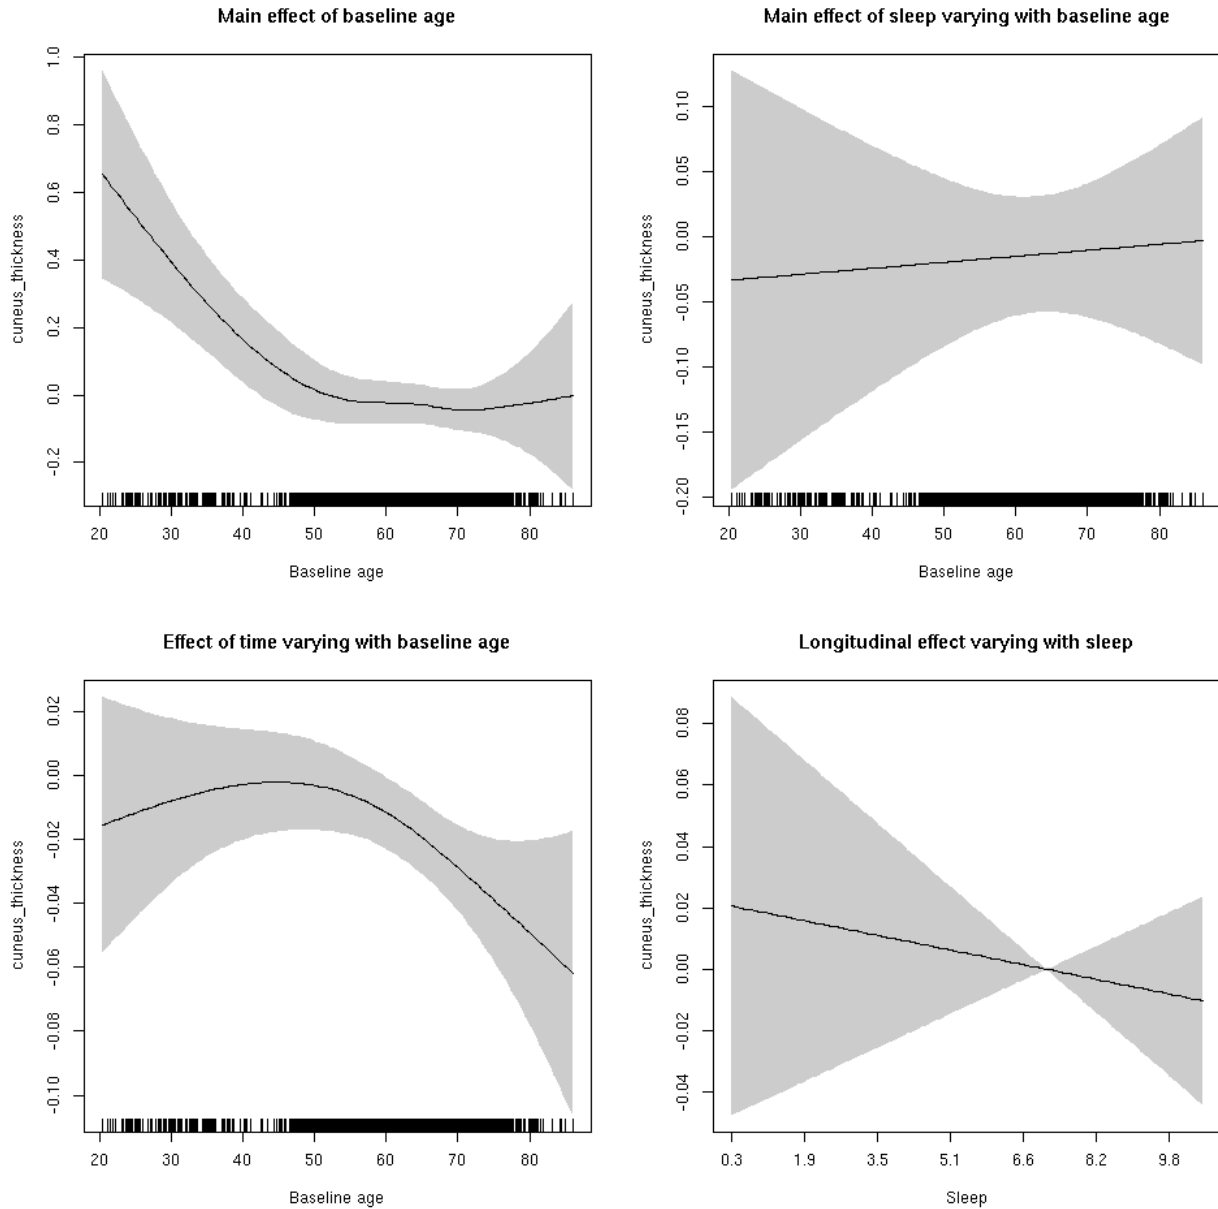 Main effect of baseline age
cuneus_thickness
1.0
0.8
0.6
0.4
0.2
0.0
-0.2
20 30 40 50 60 70 80
Baseline age
Main effect of sleep varying with baseline age
cuneus_thickness
0.10
0.05
0.00
-0.05
-0.10
-0.15
-0.20
20 30 40 50 60 70 80
Baseline age
Effect of time varying with baseline age
cuneus_thickness
0.02
0.00
-0.02
-0.04
-0.06
-0.08
-0.10
20 30 40 50 60 70 80
Baseline age
Longitudinal effect varying with sleep
cuneus_thickness
0.08
0.06
0.04
0.02
0.00
-0.02
-0.04
0.3 1.9 3.5 5.1 6.6 8.2 9.8
Sleep